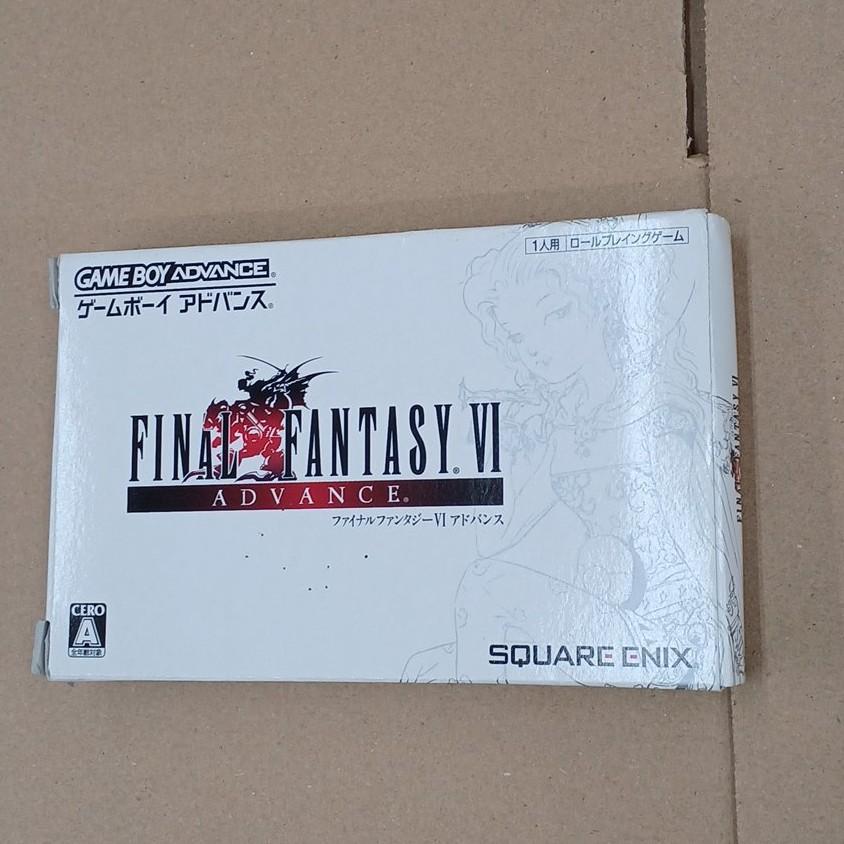 GAME BOY ADVANCE®
ゲームボーイ アドバンス®
1人用 ロールプレイングゲーム
FINAL FANTASY® VI
ADVANCE®
ファイナルファンタジーVI アドバンス
CERO
A
全年齢対象
SQUARE ENIX
FINAL FANTASY VI